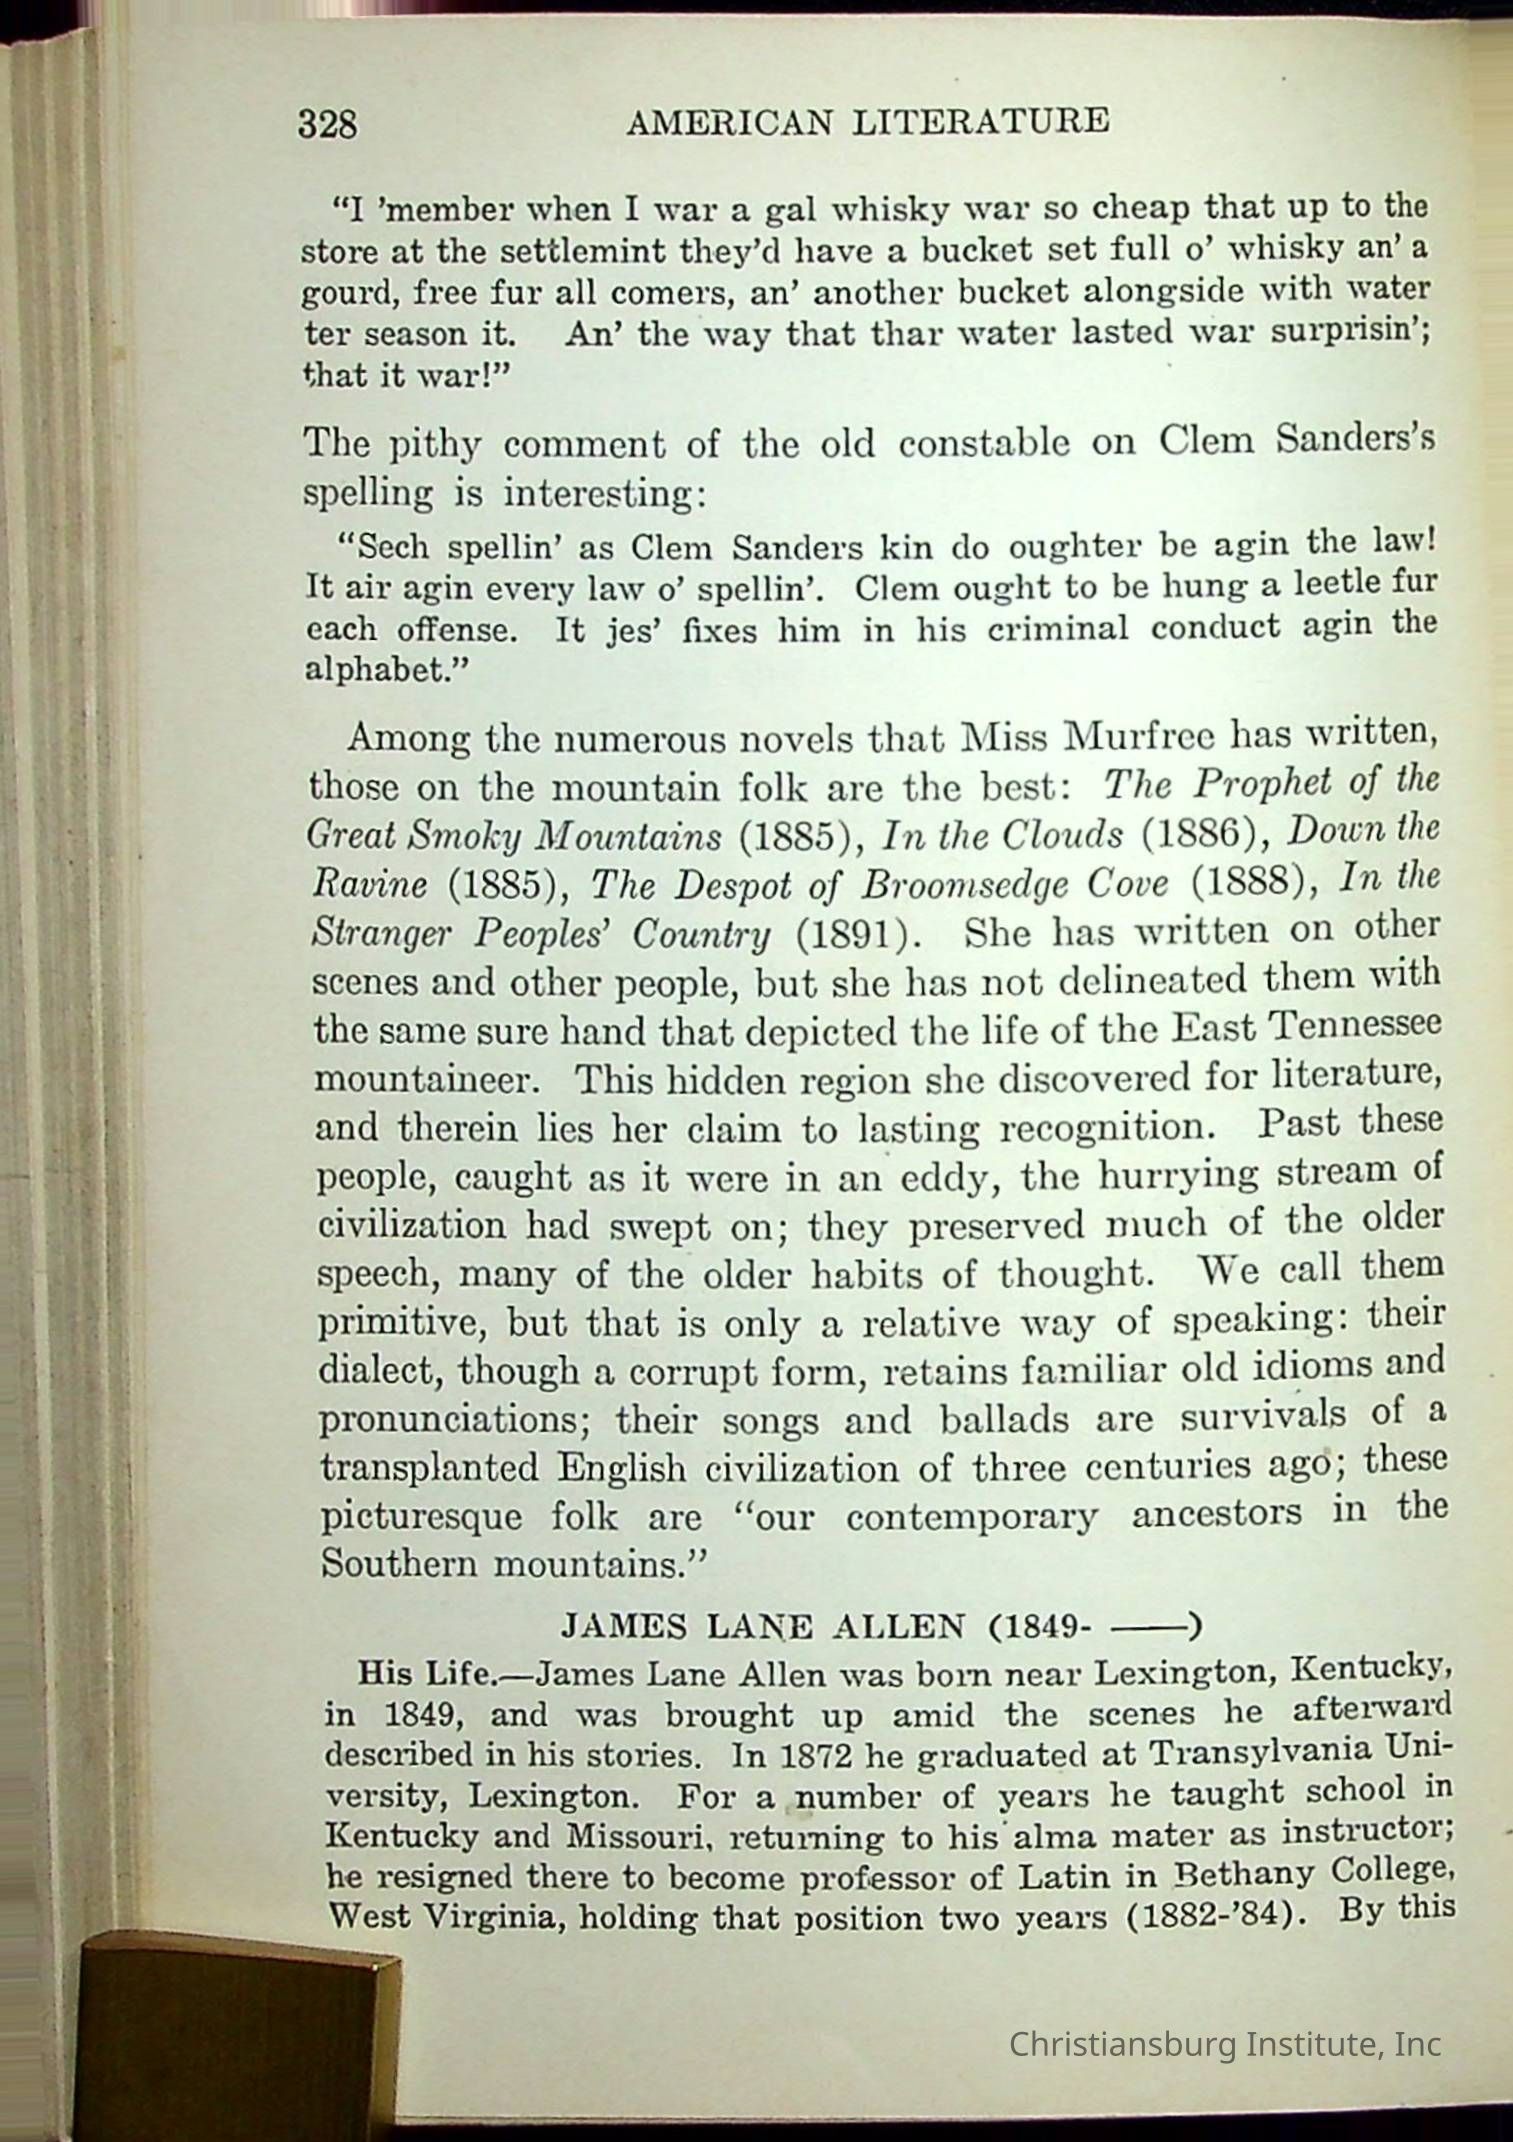 328 AMERICAN LITERATURE
“I ’member when I war a gal whisky war so cheap that up to the
store at the settlemint they’d have a bucket set full o’ whisky an’ a
gourd, free fur all comers, an’ another bucket alongside with water
ter season it. An’ the way that thar water lasted war surprisin’;
that it war!”
The pithy comment of the old constable on Clem Sanders’s
spelling is interesting:
“Sech spellin’ as Clem Sanders kin do oughter be agin the law!
It air agin every law o’ spellin’. Clem ought to be hung a leetle fur
each offense. It jes’ fixes him in his criminal conduct agin the
alphabet.”
Among the numerous novels that Miss Murfree has written,
those on the mountain folk are the best: The Prophet of the
Great Smoky Mountains (1885), In the Clouds (1886), Down the
Ravine (1885), The Despot of Broomsedge Cove (1888), In the
Stranger Peoples’ Country (1891). She has written on other
scenes and other people, but she has not delineated them with
the same sure hand that depicted the life of the East Tennessee
mountaineer. This hidden region she discovered for literature,
and therein lies her claim to lasting recognition. Past these
people, caught as it were in an eddy, the hurrying stream of
civilization had swept on; they preserved much of the older
speech, many of the older habits of thought. We call them
primitive, but that is only a relative way of speaking: their
dialect, though a corrupt form, retains familiar old idioms and
pronunciations; their songs and ballads are survivals of a
transplanted English civilization of three centuries ago; these
picturesque folk are “our contemporary ancestors in the
Southern mountains.”
JAMES LANE ALLEN (1849- ——)
His Life.—James Lane Allen was born near Lexington, Kentucky,
in 1849, and was brought up amid the scenes he afterward
described in his stories. In 1872 he graduated at Transylvania Uni-
versity, Lexington. For a number of years he taught school in
Kentucky and Missouri, returning to his alma mater as instructor;
he resigned there to become professor of Latin in Bethany College,
West Virginia, holding that position two years (1882-’84). By this
Christiansburg Institute, Inc